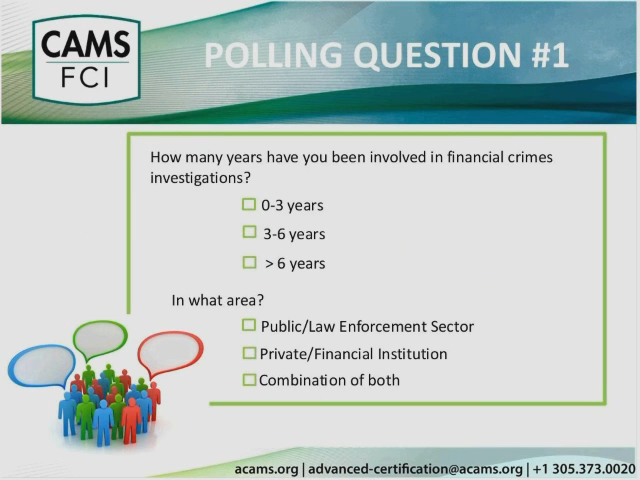 CAMS
FCI
POLLING QUESTION #1
How many years have you been involved in financial crimes
investigations?
0-3 years
3-6 years
> 6 years
In what area?
Public/Law Enforcement Sector
Private/Financial Institution
Combination of both
acams.org | advanced-certification@acams.org | +1 305.373.0020